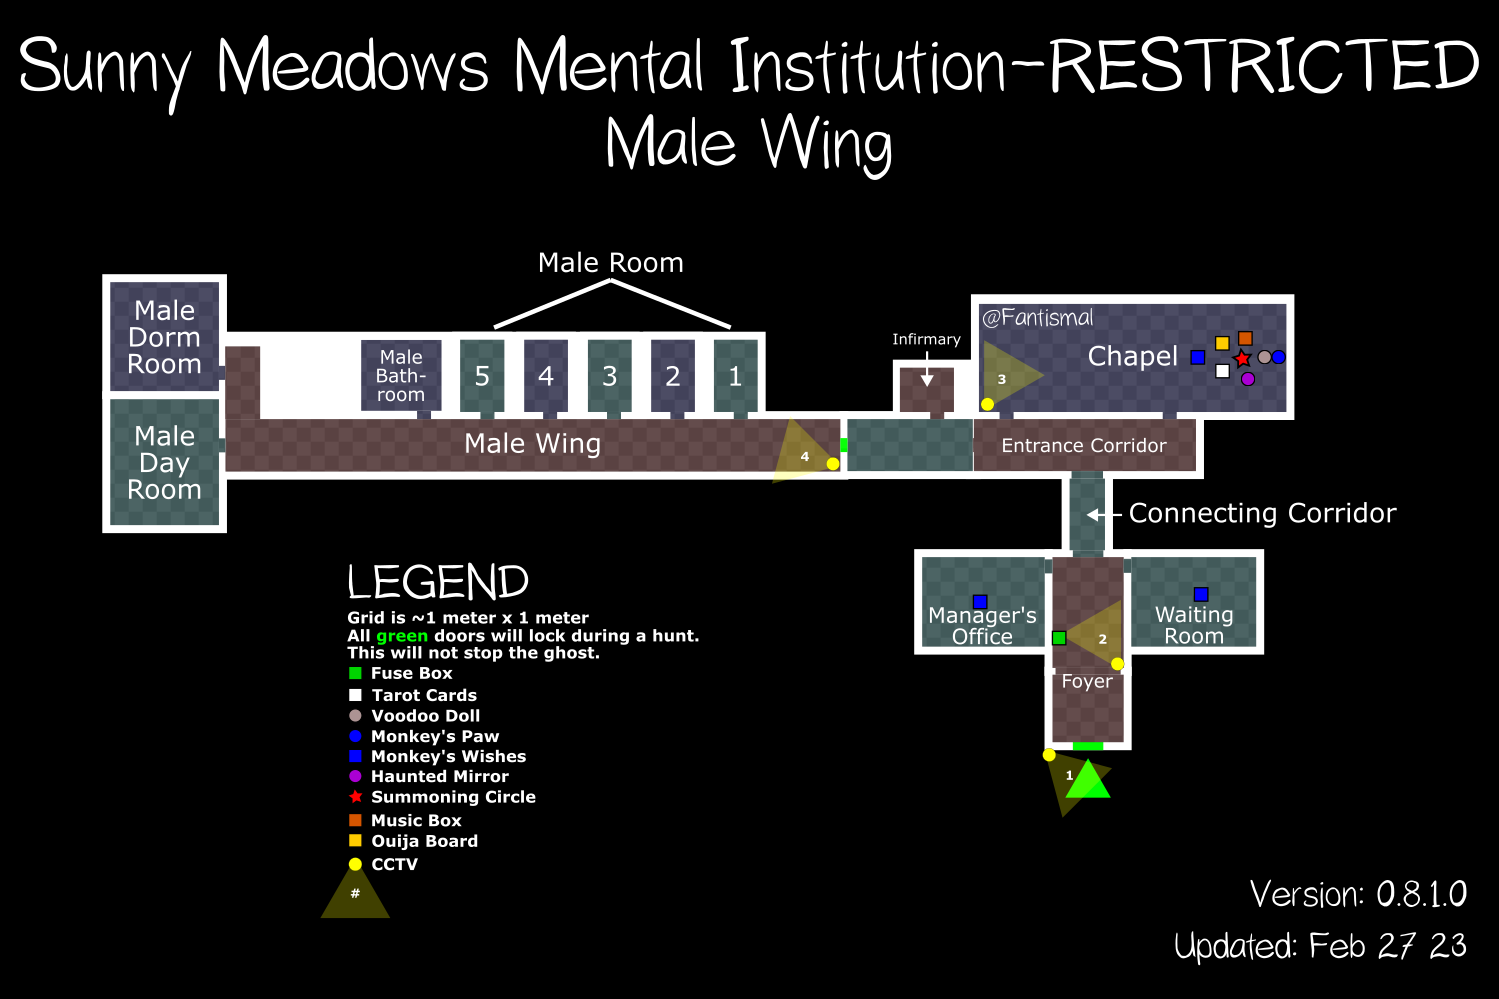 Sunny Meadows Mental Institution-RESTRICTED
Male Wing
Male Room
Male
Dorm
Room
Male
Bath-
room
5
4
3
2
1
Infirmary
@Fantismal
Chapel
3
Male
Day
Room
Male Wing
4
Entrance Corridor
Connecting Corridor
Manager's
Office
2
Waiting
Room
Foyer
1
LEGEND
Grid is ~1 meter x 1 meter
All green doors will lock during a hunt.
This will not stop the ghost.
Fuse Box
Tarot Cards
Voodoo Doll
Monkey's Paw
Monkey's Wishes
Haunted Mirror
Summoning Circle
Music Box
Ouija Board
CCTV
#
Version: 0.8.1.0
Updated: Feb 27 23